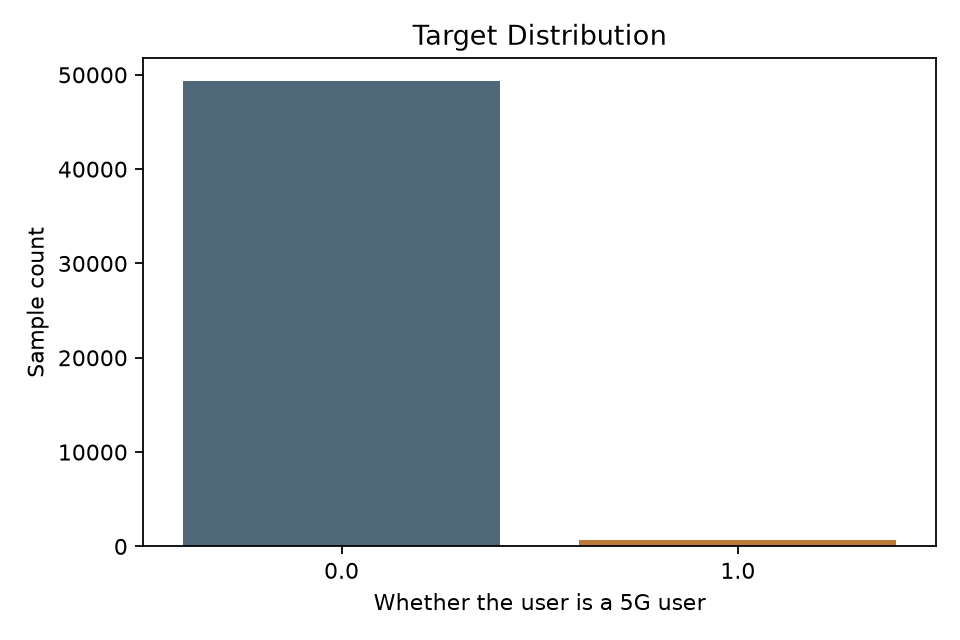 Target Distribution
50000
40000
30000
20000
10000
0
Sample count
0.0
1.0
Whether the user is a 5G user